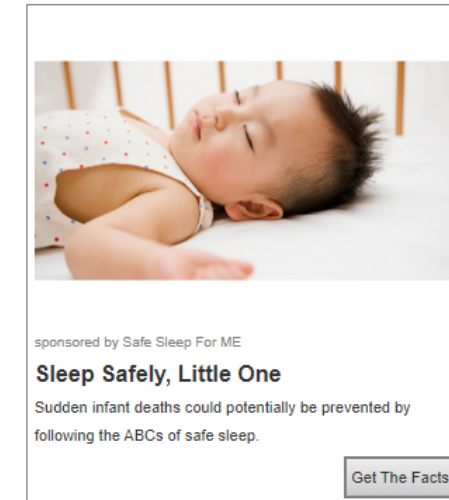 sponsored by Safe Sleep For ME
Sleep Safely, Little One
Sudden infant deaths could potentially be prevented by
following the ABCs of safe sleep.
Get The Facts